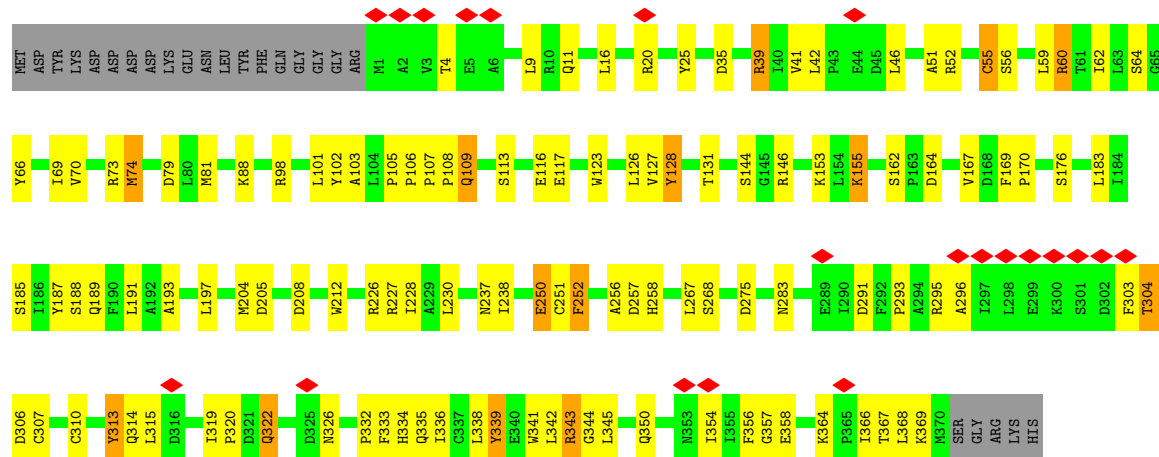 MET ASP TYR LYS ASP ASP ASP ASP LYS GLU ASN LEU TYR PHE GLN GLY GLY GLY ARG M1 A2 V3 T4 E5 A6 L9 R10 Q11 L16 R20 Y25 D35 R39 I40 V41 L42 P43 E44 D45 L46 A51 R52 C55 S56 L59 R60 T61 I62 L63 S64 G65
Y66 I69 V70 R73 M74 D79 L80 M81 K88 R98 L101 Y102 A103 L104 P105 P106 P107 P108 Q109 S113 E116 E117 W123 L126 V127 Y128 T131 S144 G145 R146 K153 L154 K155 S162 P163 D164 V167 D168 F169 P170 S176 L183 I184
S185 I186 Y187 S188 Q189 F190 L191 A192 A193 L197 M204 D205 D208 W212 R226 R227 I228 A229 L230 N237 I238 E250 C251 F252 A256 D257 H258 L267 S268 D275 N283 E289 I290 D291 F292 P293 A294 R295 A296 I297 L298 E299 K300 S301 D302 F303 T304
D306 C307 C310 Y313 Q314 L315 D316 I319 P320 D321 Q322 D325 N326 P332 F333 H334 Q335 I336 C337 L338 Y339 E340 W341 L342 R343 G344 L345 Q350 N353 I354 I355 F356 G357 E358 K364 P365 I366 T367 L368 K369 M370 SER GLY ARG LYS HIS